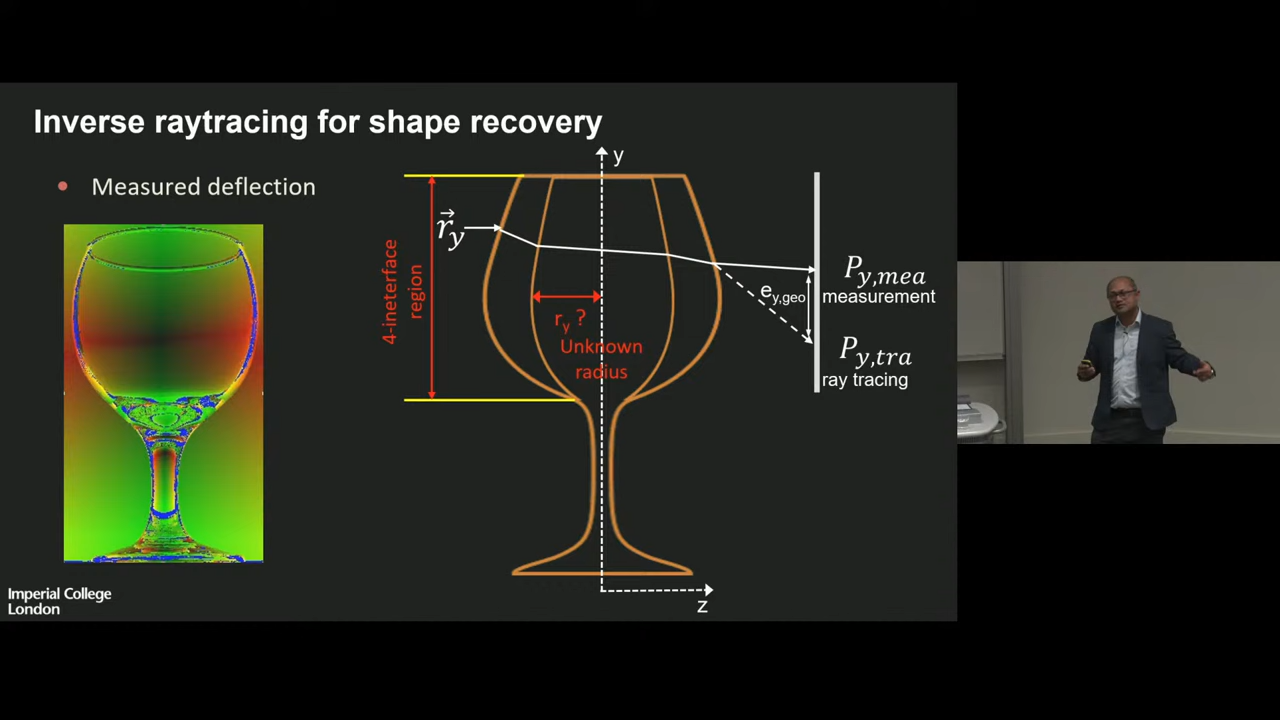 Inverse raytracing for shape recovery
• Measured deflection
y
4-ineterface
region
r⃗y
ry ?
Unknown
radius
ey,geo
Py,mea
measurement
Py,tra
ray tracing
z
Imperial College
London